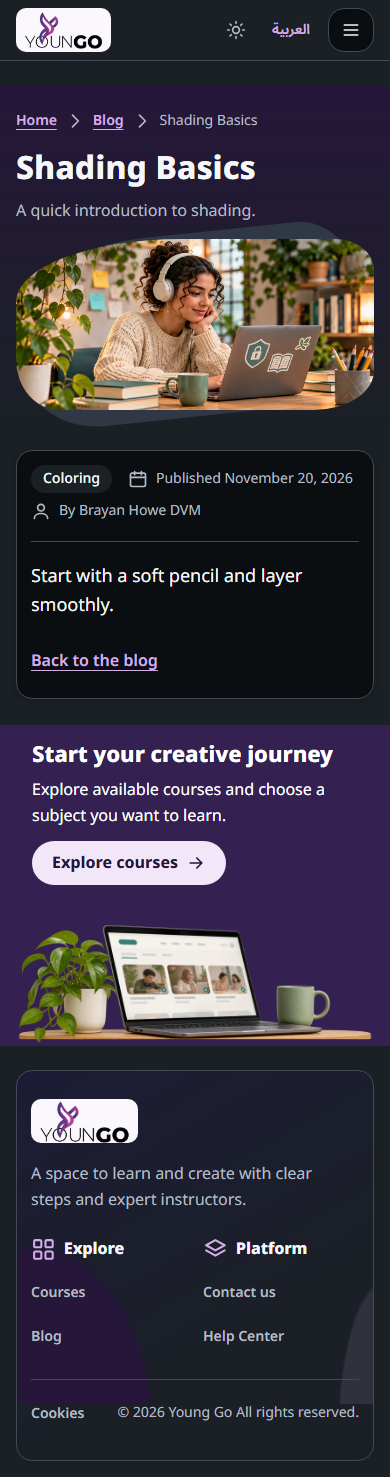 YOUNGO
العربية
Home > Blog > Shading Basics
Shading Basics
A quick introduction to shading.
Coloring
Published November 20, 2026
By Brayan Howe DVM
Start with a soft pencil and layer
smoothly.
Back to the blog
Start your creative journey
Explore available courses and choose a
subject you want to learn.
Explore courses →
YOUNGO
A space to learn and create with clear
steps and expert instructors.
Explore
Platform
Courses
Contact us
Blog
Help Center
Cookies
© 2026 Young Go All rights reserved.